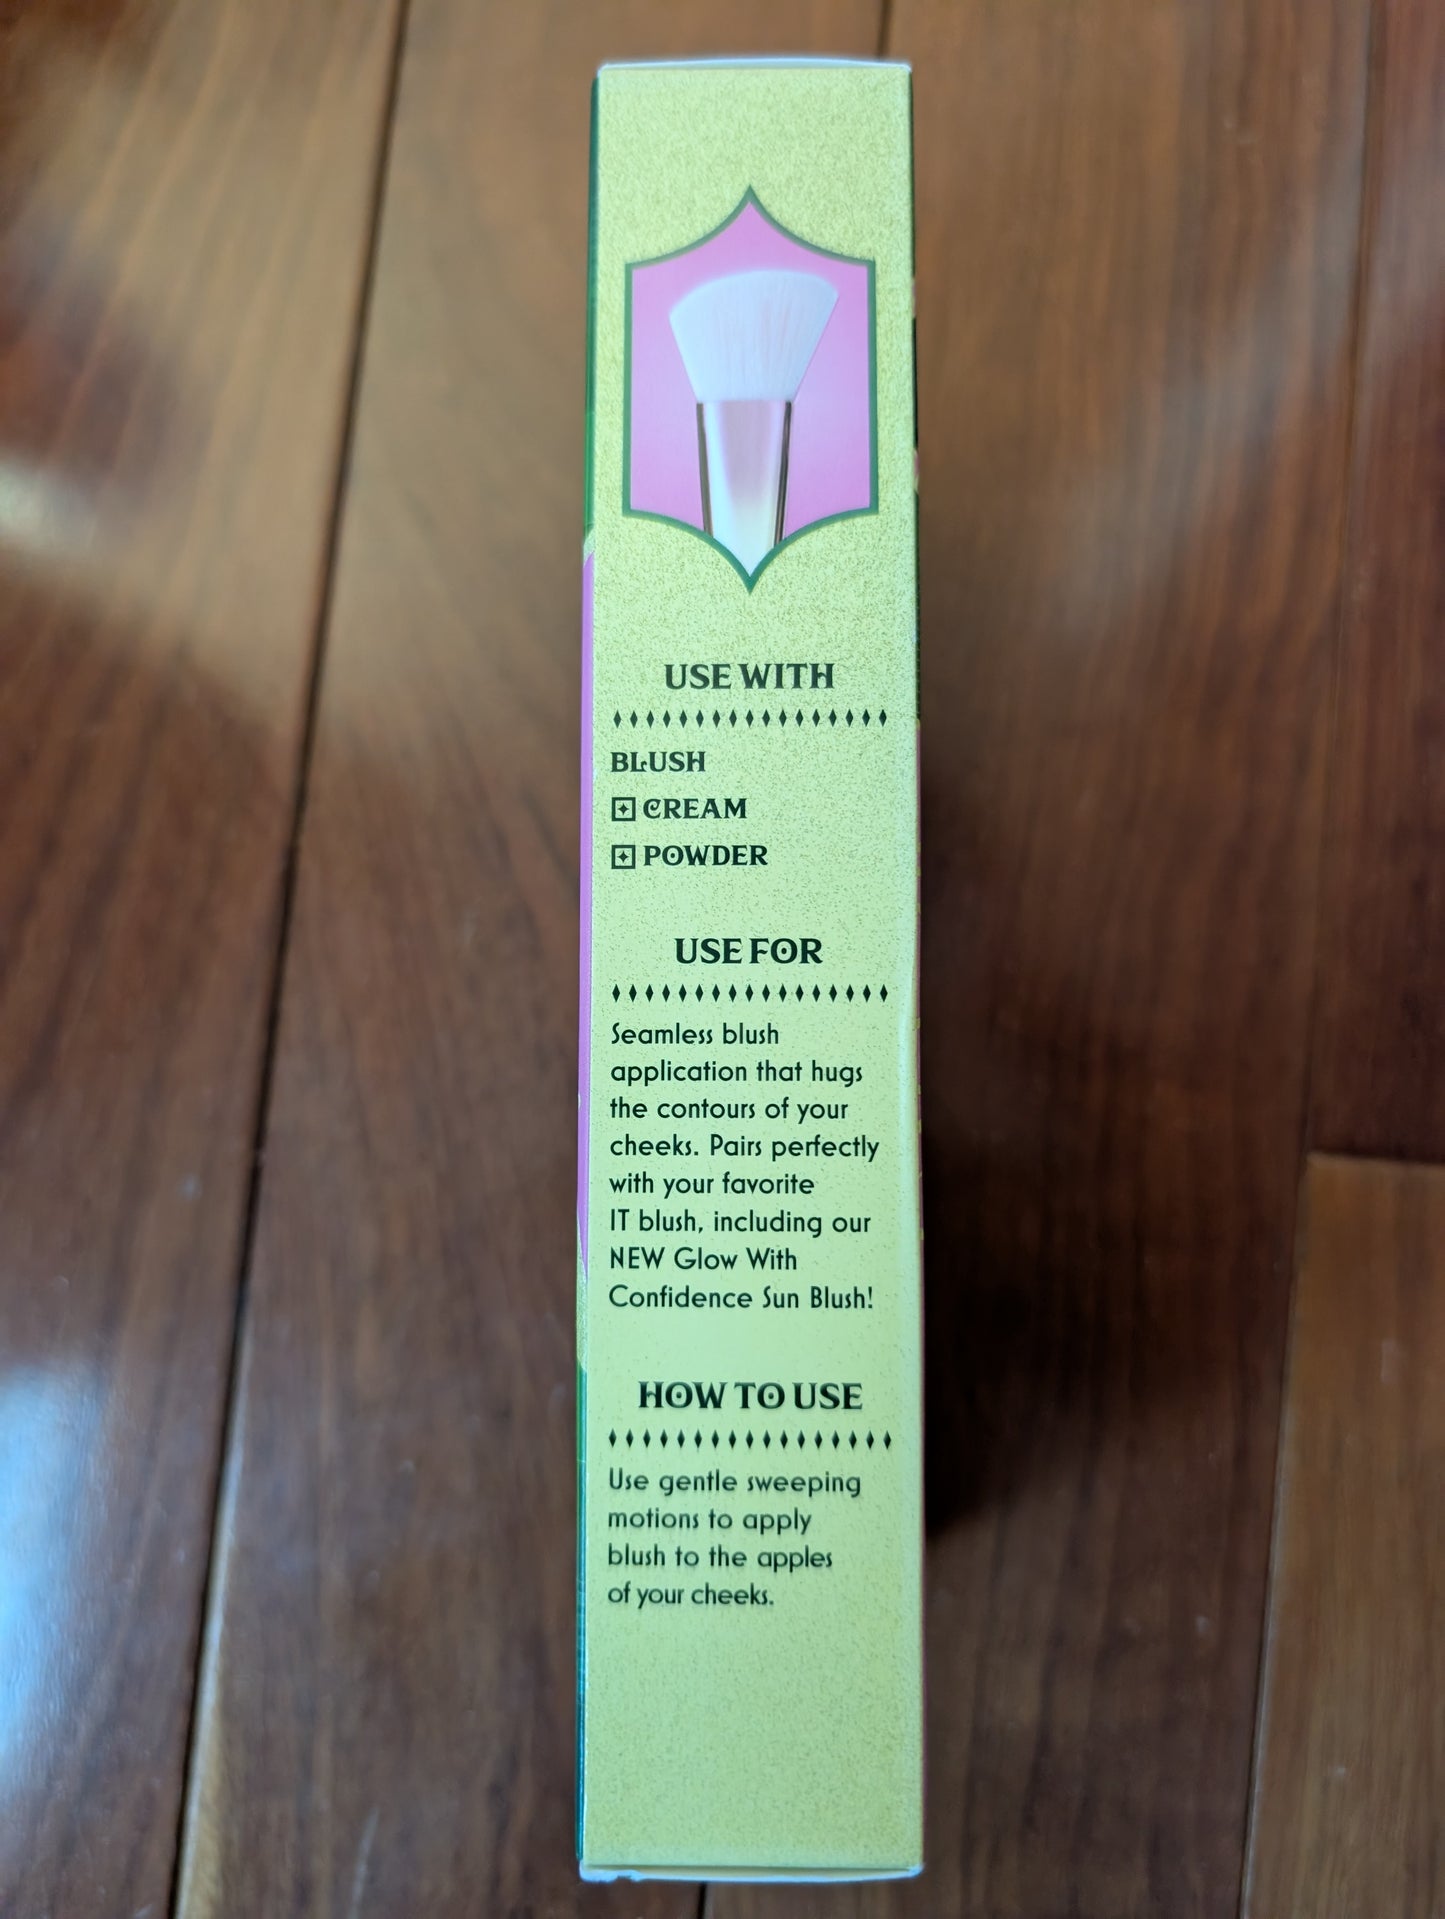 USE WITH
BLUSH
CREAM
POWDER
USE FOR
Seamless blush
application that hugs
the contours of your
cheeks. Pairs perfectly
with your favorite
IT blush, including our
NEW Glow With
Confidence Sun Blush!
HOW TO USE
Use gentle sweeping
motions to apply
blush to the apples
of your cheeks.